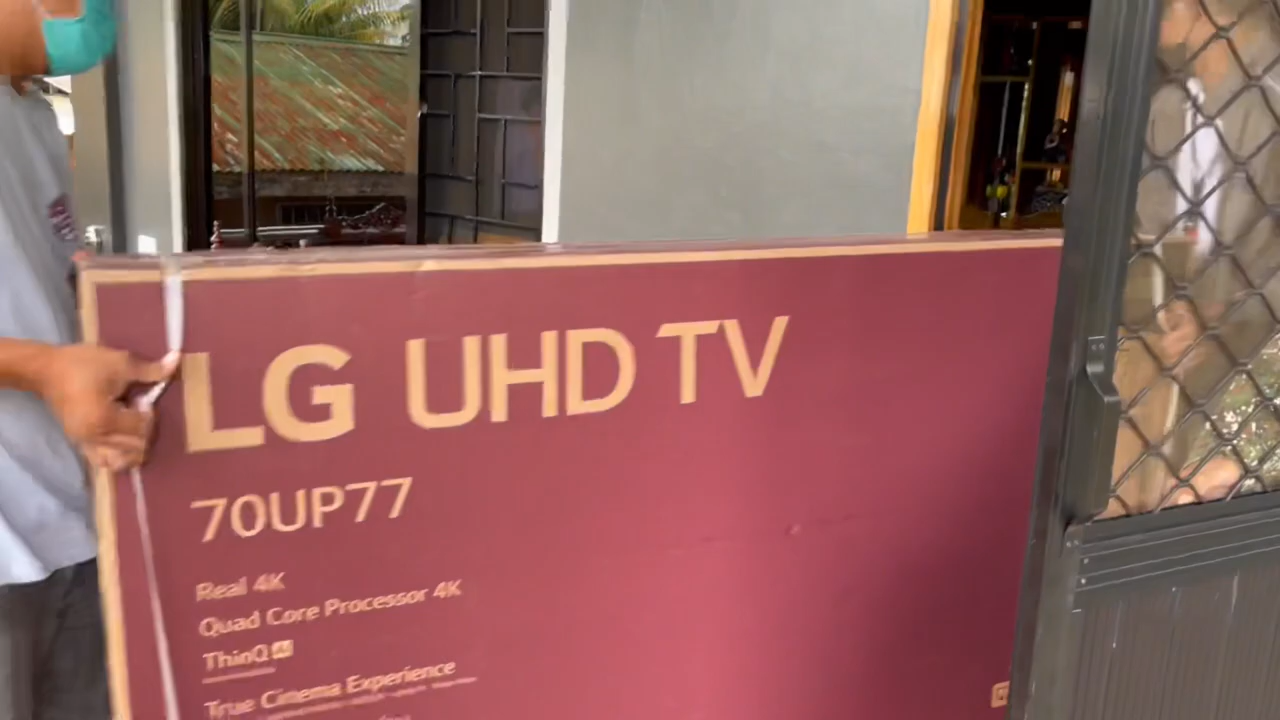 LG UHD TV
70UP77
Real 4K
Quad Core Processor 4K
ThinQ AI
True Cinema Experience